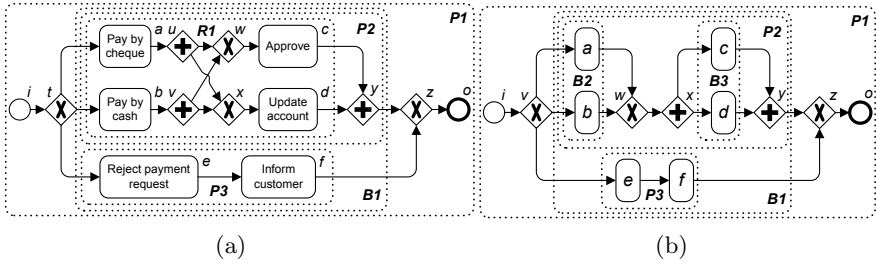 P1
i
t
Pay by
cheque
a
u
R1
w
Approve
c
P2
Pay by
cash
b
v
x
Update
account
d
y
z
o
Reject payment
request
e
P3
Inform
customer
f
B1
(a)
P1
i
v
a
B2
b
w
x
c
B3
d
P2
y
z
o
e
P3
f
B1
(b)